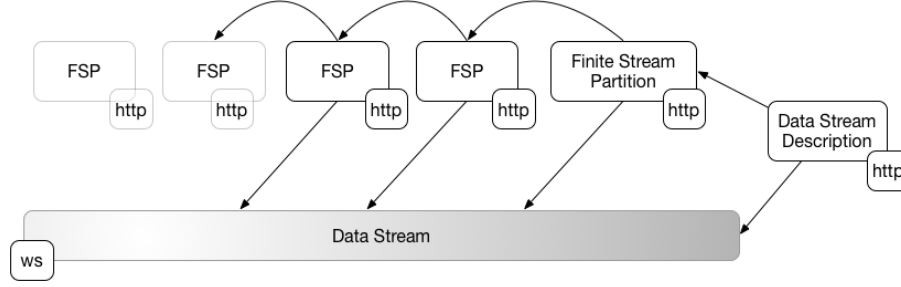 FSP
http
FSP
http
FSP
http
FSP
http
Finite Stream
Partition
http
Data Stream
Description
http
Data Stream
ws